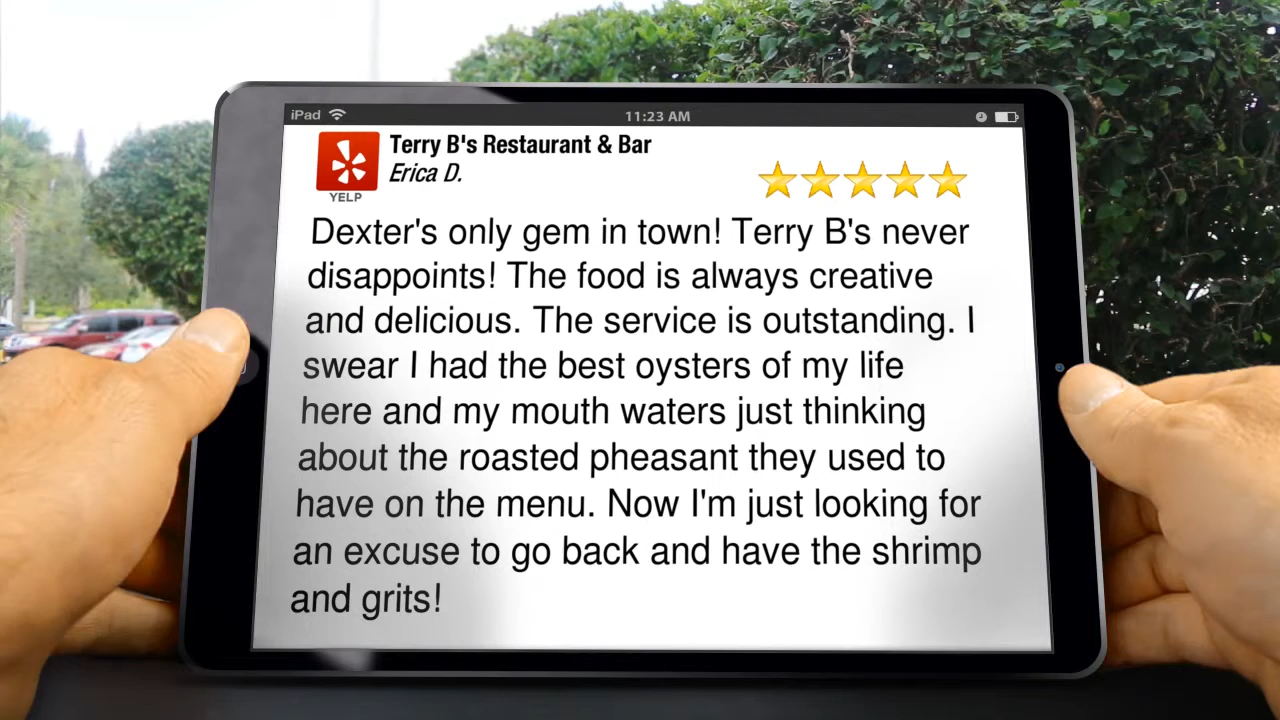 iPad
11:23 AM
Terry B's Restaurant & Bar
Erica D.
YELP
Dexter's only gem in town! Terry B's never
disappoints! The food is always creative
and delicious. The service is outstanding. I
swear I had the best oysters of my life
here and my mouth waters just thinking
about the roasted pheasant they used to
have on the menu. Now I'm just looking for
an excuse to go back and have the shrimp
and grits!